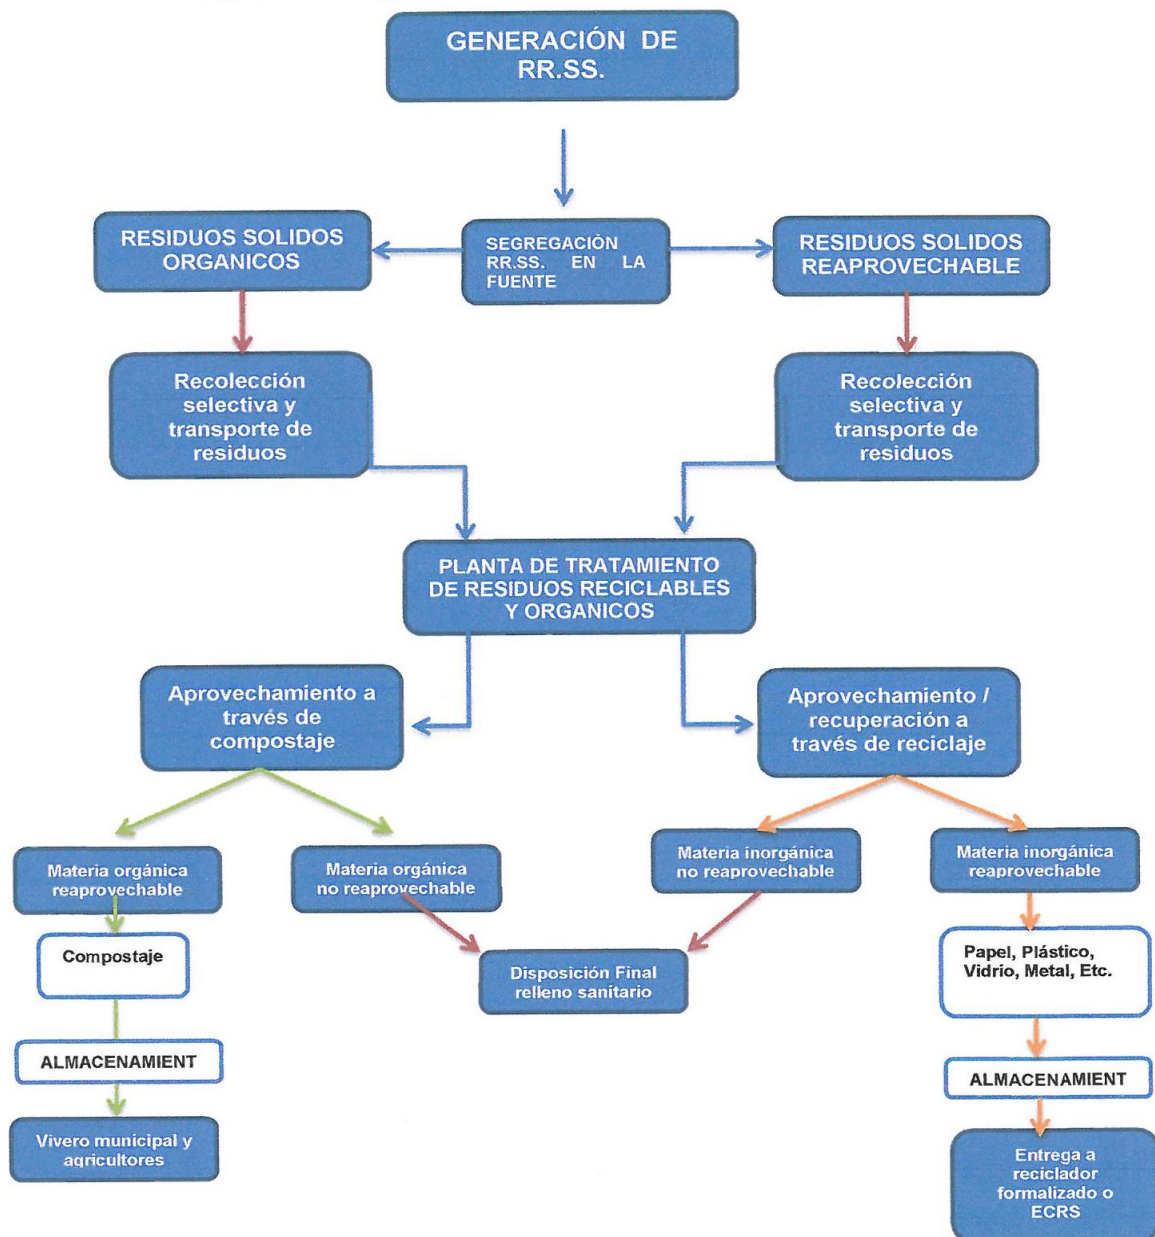 GENERACIÓN DE
RR.SS.
RESIDUOS SOLIDOS
ORGANICOS
SEGREGACIÓN
RR.SS. EN LA
FUENTE
RESIDUOS SOLIDOS
REAPROVECHABLE
Recolección
selectiva y
transporte de
residuos
Recolección
selectiva y
transporte de
residuos
PLANTA DE TRATAMIENTO
DE RESIDUOS RECICLABLES
Y ORGANICOS
Aprovechamiento a
través de
compostaje
Aprovechamiento /
recuperación a
través de reciclaje
Materia orgánica
reaprovechable
Materia orgánica
no reaprovechable
Materia inorgánica
no reaprovechable
Materia inorgánica
reaprovechable
Compostaje
Disposición Final
relleno sanitario
Papel, Plástico,
Vidrio, Metal, Etc.
ALMACENAMIENT
ALMACENAMIENT
Vivero municipal y
agricultores
Entrega a
reciclador
formalizado o
ECRS